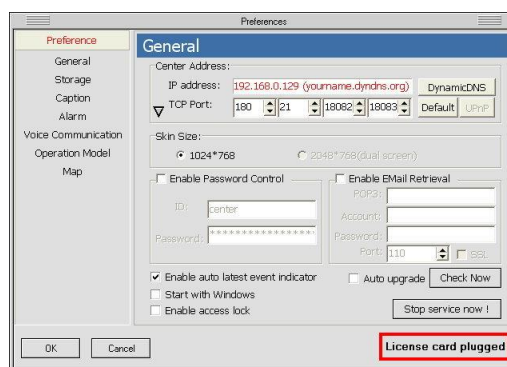 Preferences
Preference
General
Storage
Caption
Alarm
Voice Communication
Operation Model
Map
General
Center Address:
IP address: 192.168.0.129 (yourname.dyndns.org) DynamicDNS
TCP Port: 180 21 18082 18083 Default UPnP
Skin Size:
1024*768 2048*768(dual screen)
Enable Password Control
ID: center
Password: ****************
Enable EMail Retrieval
POP3:
Account:
Password:
Port: 110 SSL
Enable auto latest event indicator
Start with Windows
Enable access lock
Auto upgrade Check Now
Stop service now !
OK Cancel
License card plugged